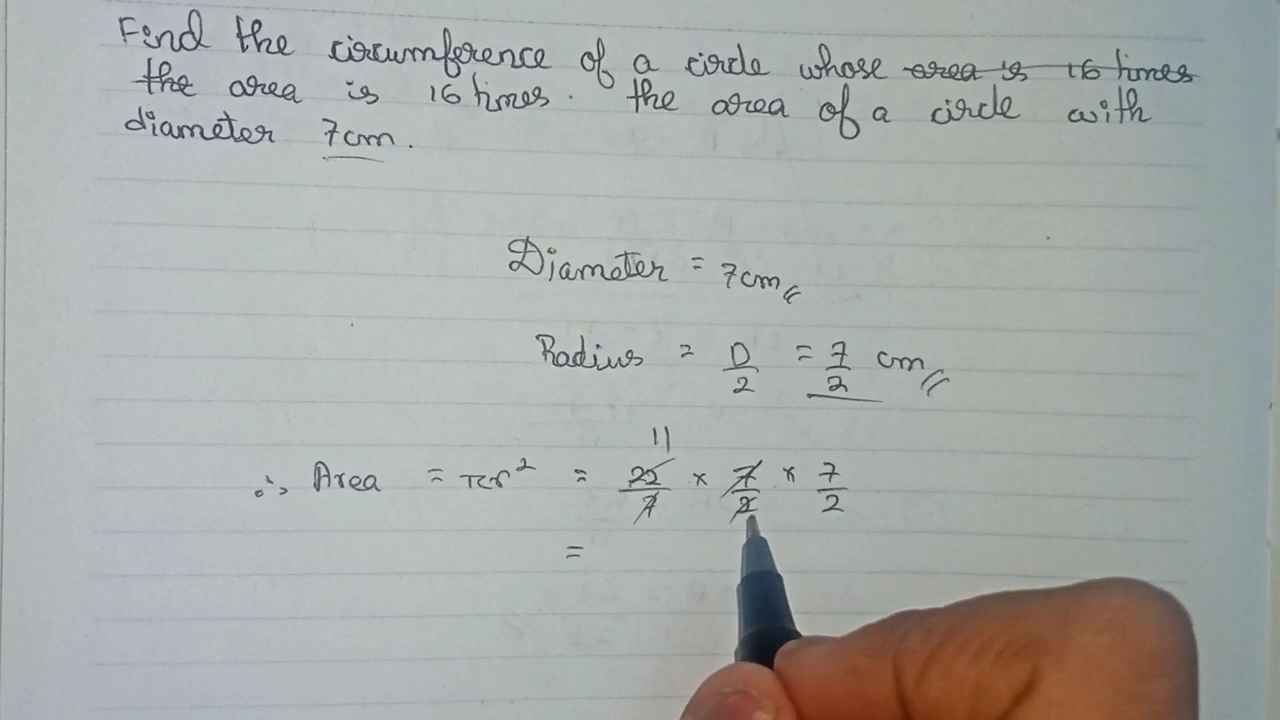 Find the circumference of a circle whose area is 16 times
the area is 16 times. the area of a circle with
diameter 7cm.
Diameter = 7cm
Radius = D/2 = 7/2 cm
11
∴ Area = πr² = 22/7 × 7/2 × 7/2
=